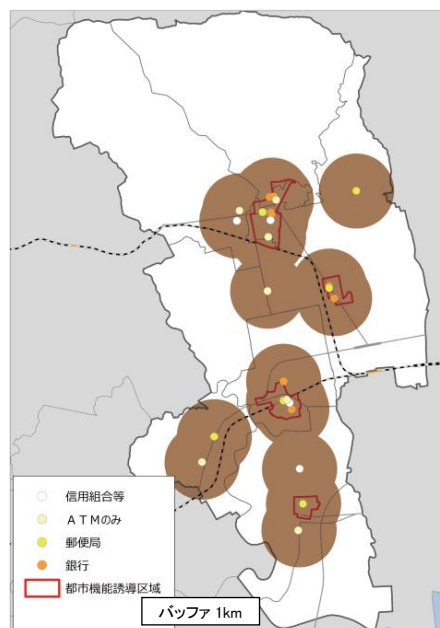 信用組合等
ＡＴＭのみ
郵便局
銀行
都市機能誘導区域
バッファ 1km